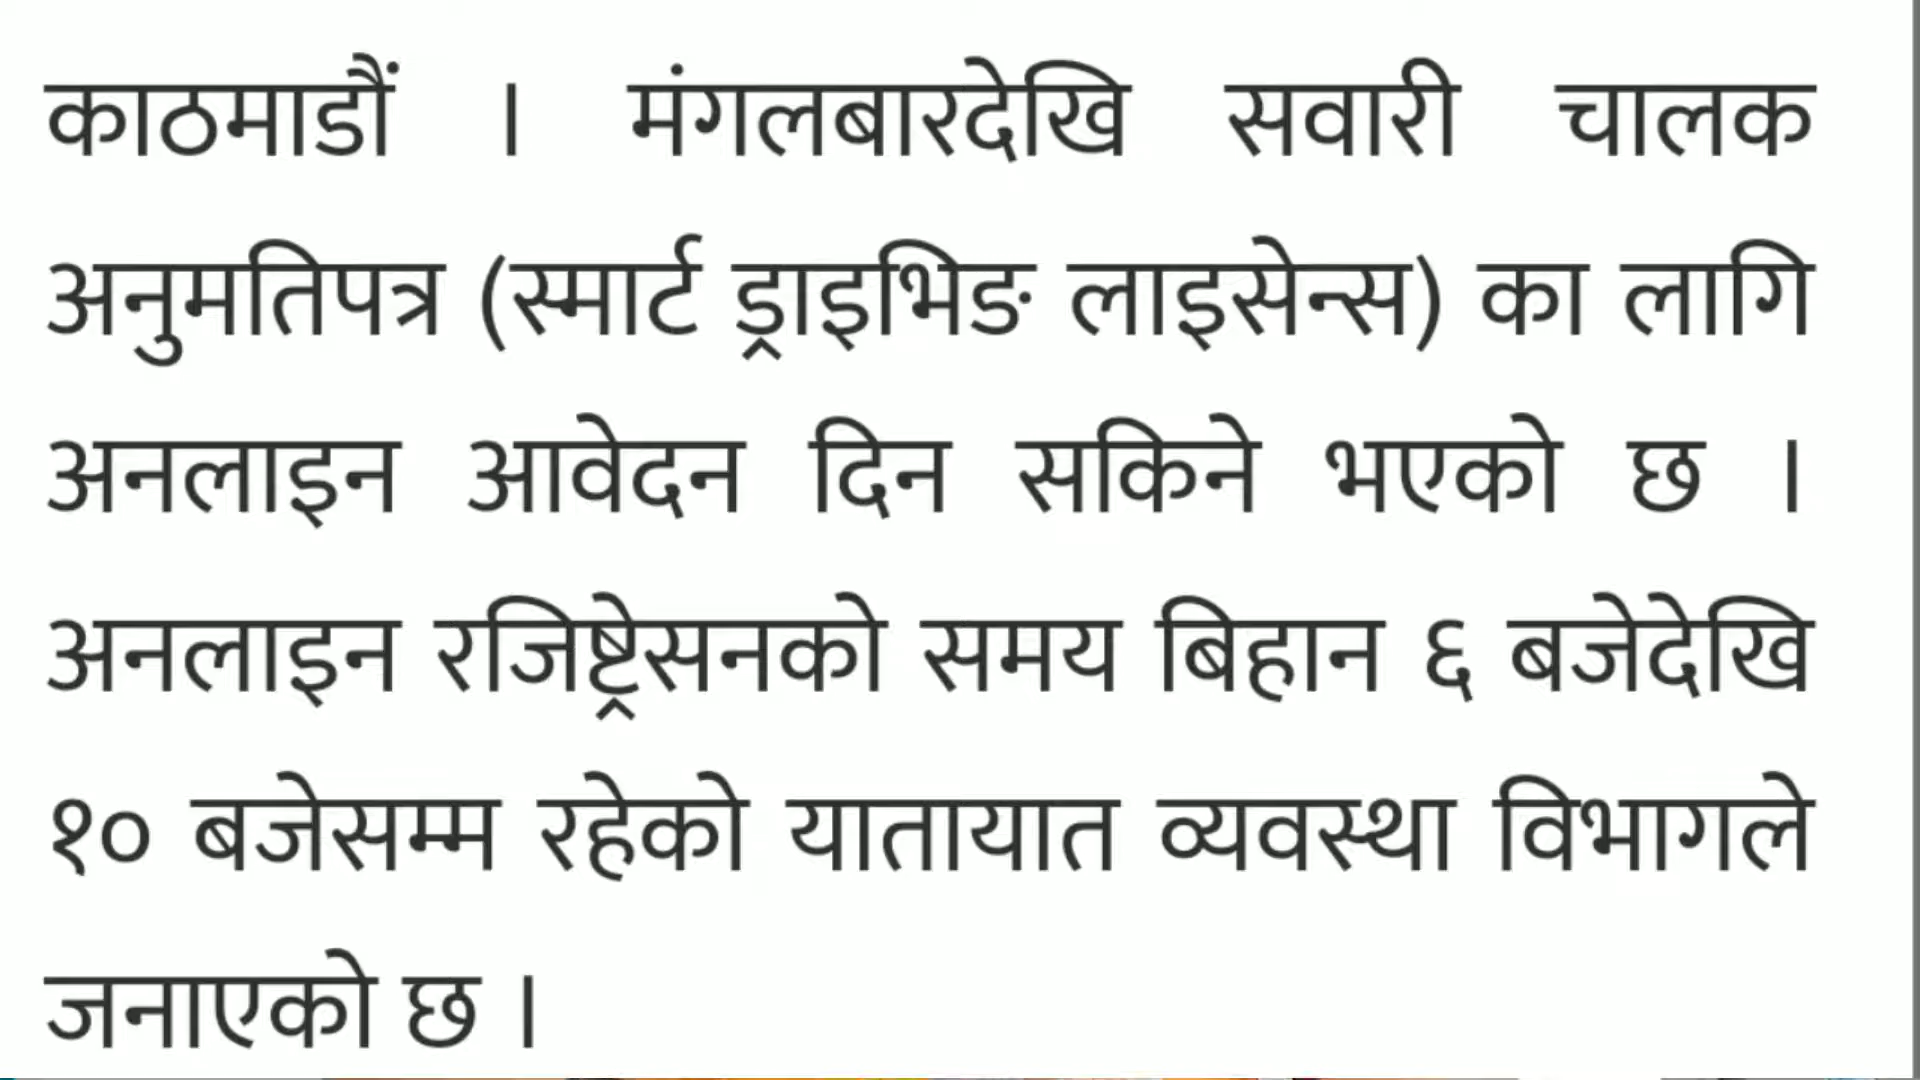 काठमाडौं । मंगलबारदेखि सवारी चालक
अनुमतिपत्र (स्मार्ट ड्राइभिङ लाइसेन्स) का लागि
अनलाइन आवेदन दिन सकिने भएको छ ।
अनलाइन रजिष्ट्रेसनको समय बिहान ६ बजेदेखि
१० बजेसम्म रहेको यातायात व्यवस्था विभागले
जनाएको छ ।